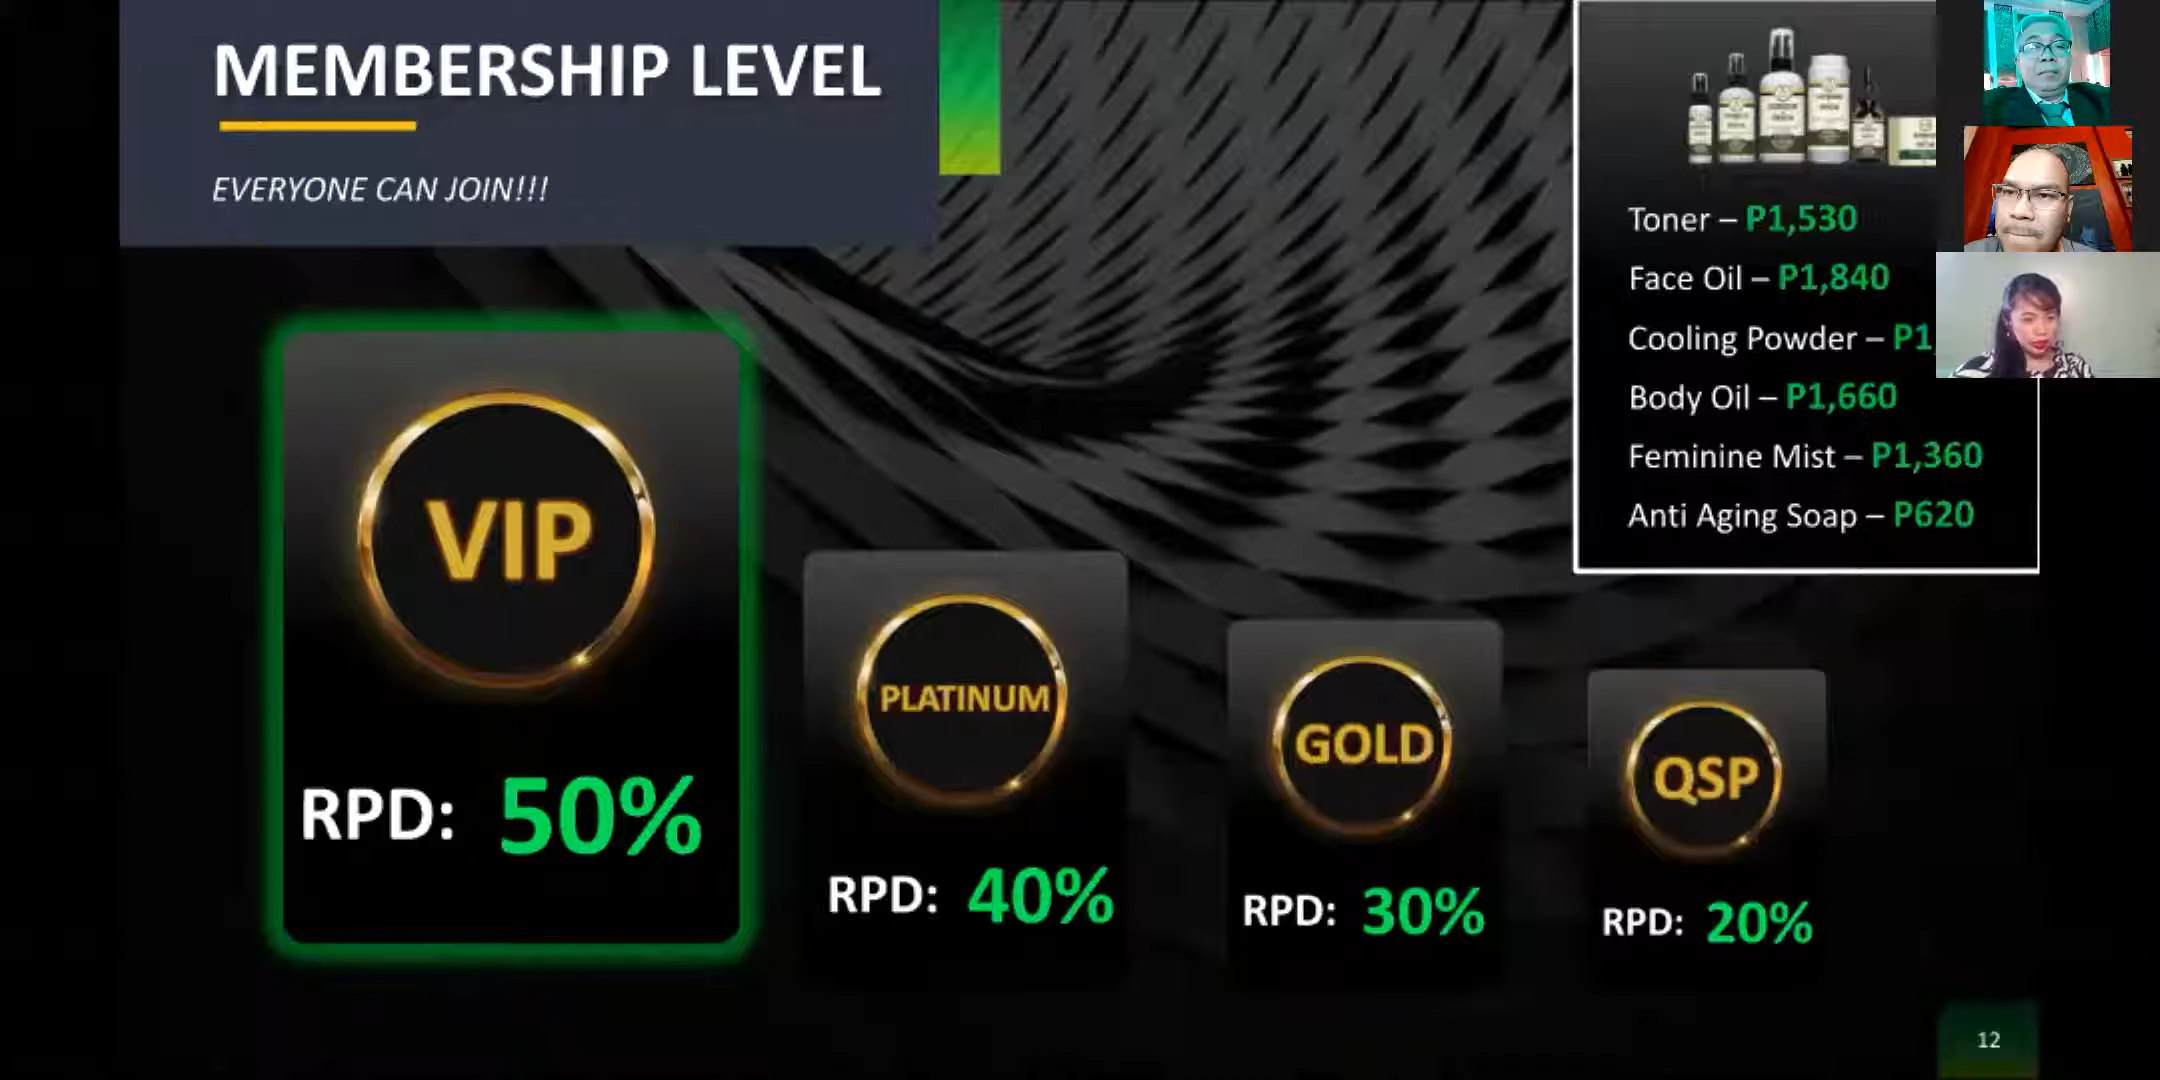 MEMBERSHIP LEVEL
EVERYONE CAN JOIN!!!
Toner – P1,530
Face Oil – P1,840
Cooling Powder –
Body Oil – P1,660
Feminine Mist – P1,360
Anti Aging Soap – P620
VIP
RPD: 50%
PLATINUM
RPD: 40%
GOLD
RPD: 30%
QSP
RPD: 20%
12